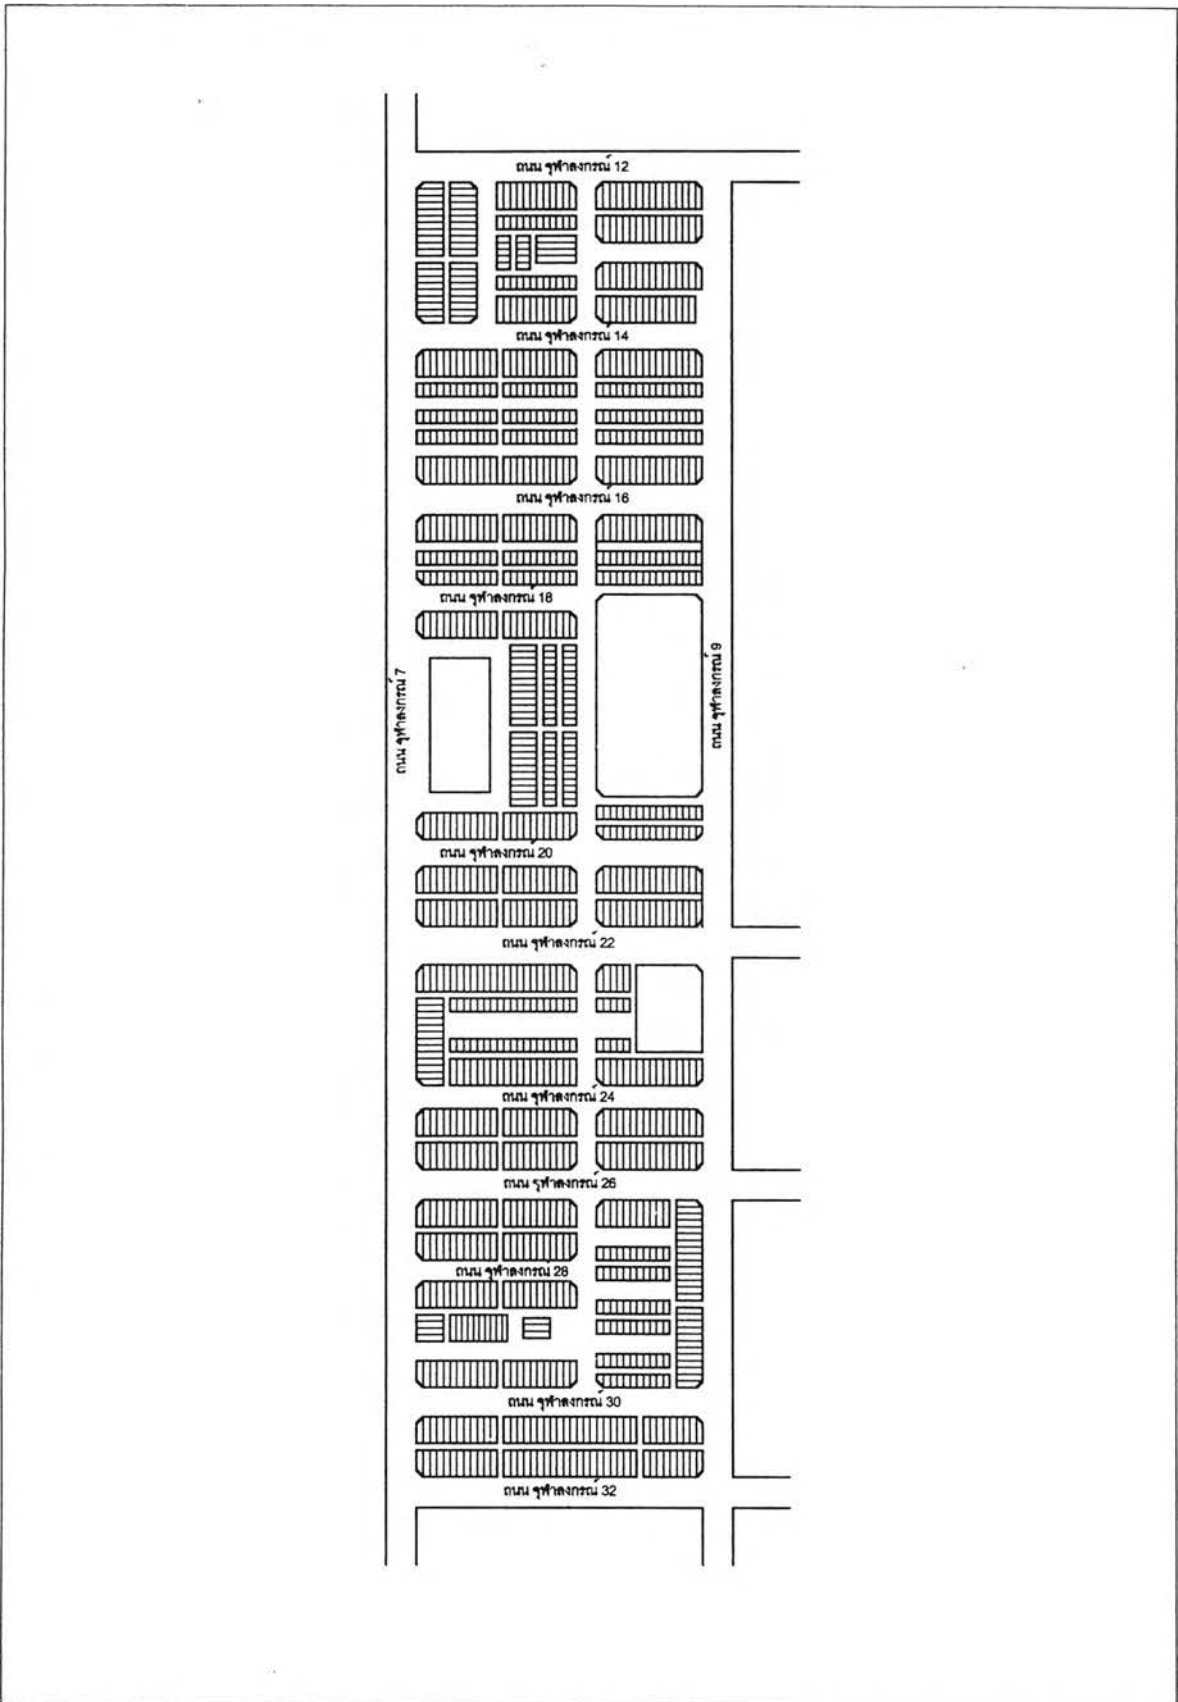 ถนน จุฬาลงกรณ์ 12
ถนน จุฬาลงกรณ์ 14
ถนน จุฬาลงกรณ์ 16
ถนน จุฬาลงกรณ์ 18
ถนน จุฬาลงกรณ์ 7
ถนน จุฬาลงกรณ์ 9
ถนน จุฬาลงกรณ์ 20
ถนน จุฬาลงกรณ์ 22
ถนน จุฬาลงกรณ์ 24
ถนน จุฬาลงกรณ์ 26
ถนน จุฬาลงกรณ์ 28
ถนน จุฬาลงกรณ์ 30
ถนน จุฬาลงกรณ์ 32